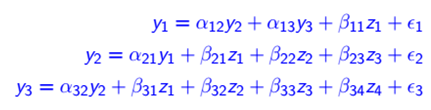 y₁ = α₁₂y₂ + α₁₃y₃ + β₁₁z₁ + ϵ₁
y₂ = α₂₁y₁ + β₂₁z₁ + β₂₂z₂ + β₂₃z₃ + ϵ₂
y₃ = α₃₂y₂ + β₃₁z₁ + β₃₂z₂ + β₃₃z₃ + β₃₄z₄ + ϵ₃